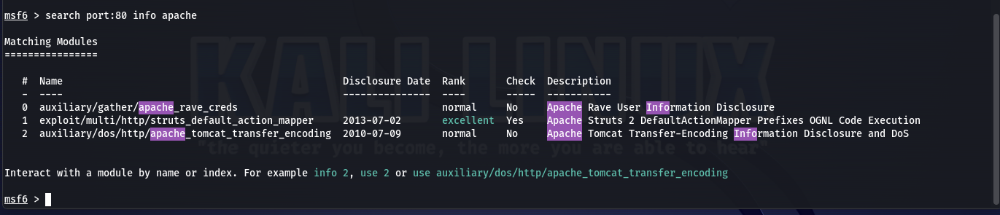 msf6 > search port:80 info apache
Matching Modules
================
KALI LINUX
#  Name                                         Disclosure Date  Rank       Check  Description
-  ----                                         ---------------  ----       -----  -----------
0  auxiliary/gather/apache_rave_creds                            normal     No     Apache Rave User Information Disclosure
1  exploit/multi/http/struts_default_action_mapper  2013-07-02   excellent  Yes    Apache Struts 2 DefaultActionMapper Prefixes OGNL Code Execution
2  auxiliary/dos/http/apache_tomcat_transfer_encoding  2010-07-09  normal   No     Apache Tomcat Transfer-Encoding Information Disclosure and DoS
"the quieter you become, the more you are able to hear"
Interact with a module by name or index. For example info 2, use 2 or use auxiliary/dos/http/apache_tomcat_transfer_encoding
msf6 >